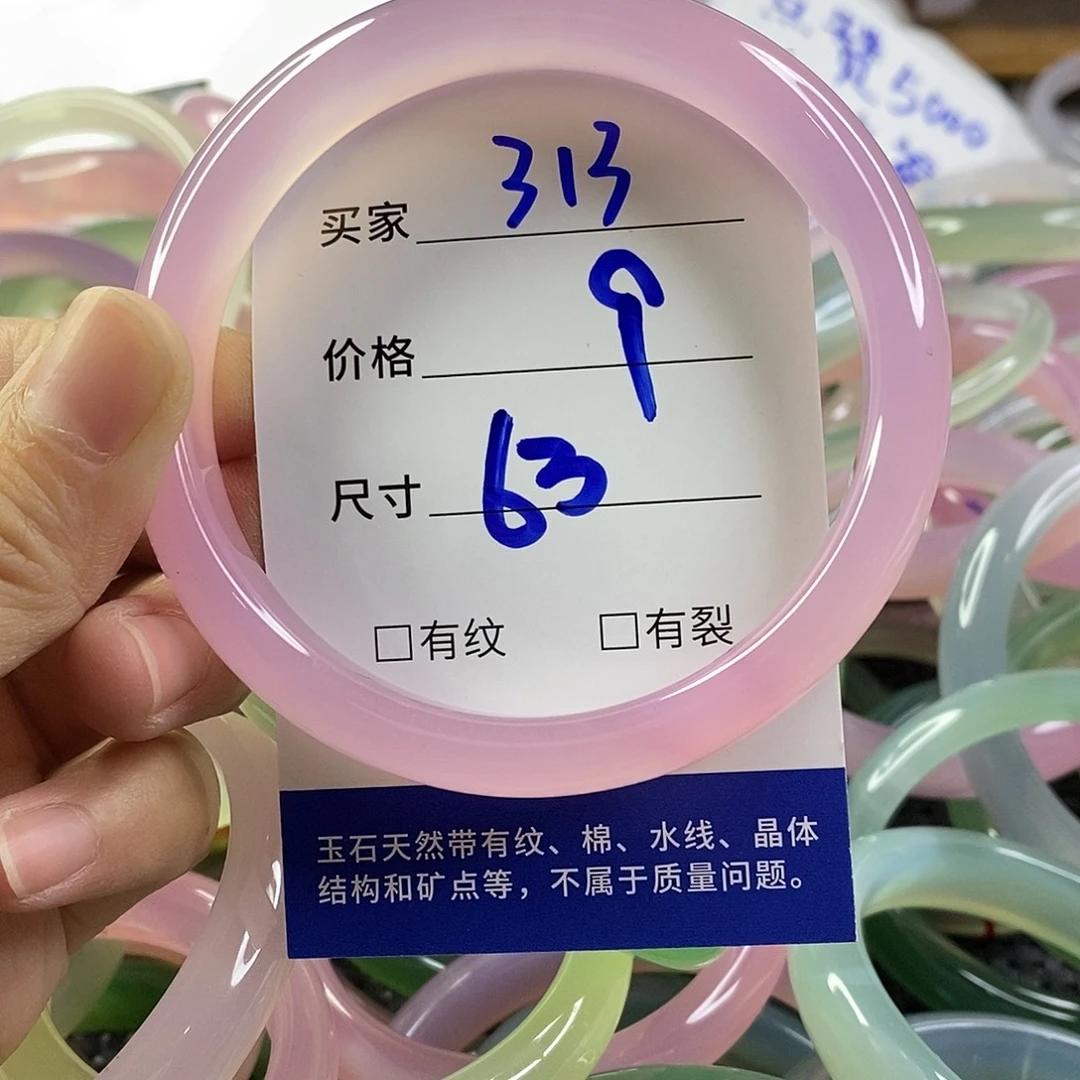 5000
买家 313
价格 9
尺寸 63
□有纹 □有裂
玉石天然带有纹、棉、水线、晶体
结构和矿点等，不属于质量问题。